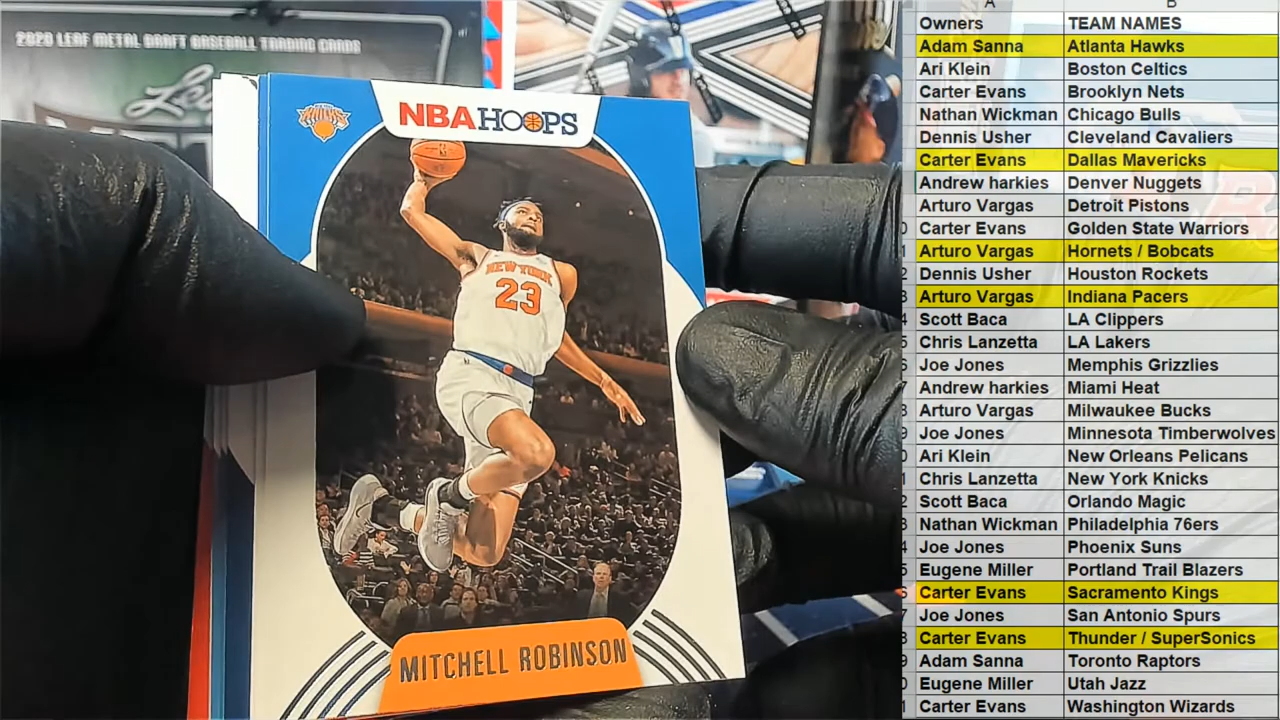 2020 LEAF METAL DRAFT BASEBALL TRADING CARDS
NBA HOOPS
NEW YORK
23
MITCHELL ROBINSON
A B
Owners TEAM NAMES
Adam Sanna Atlanta Hawks
Ari Klein Boston Celtics
Carter Evans Brooklyn Nets
Nathan Wickman Chicago Bulls
Dennis Usher Cleveland Cavaliers
Carter Evans Dallas Mavericks
Andrew harkies Denver Nuggets
Arturo Vargas Detroit Pistons
Carter Evans Golden State Warriors
Arturo Vargas Hornets / Bobcats
Dennis Usher Houston Rockets
Arturo Vargas Indiana Pacers
Scott Baca LA Clippers
Chris Lanzetta LA Lakers
Joe Jones Memphis Grizzlies
Andrew harkies Miami Heat
Arturo Vargas Milwaukee Bucks
Joe Jones Minnesota Timberwolves
Ari Klein New Orleans Pelicans
Chris Lanzetta New York Knicks
Scott Baca Orlando Magic
Nathan Wickman Philadelphia 76ers
Joe Jones Phoenix Suns
Eugene Miller Portland Trail Blazers
Carter Evans Sacramento Kings
Joe Jones San Antonio Spurs
Carter Evans Thunder / SuperSonics
Adam Sanna Toronto Raptors
Eugene Miller Utah Jazz
Carter Evans Washington Wizards